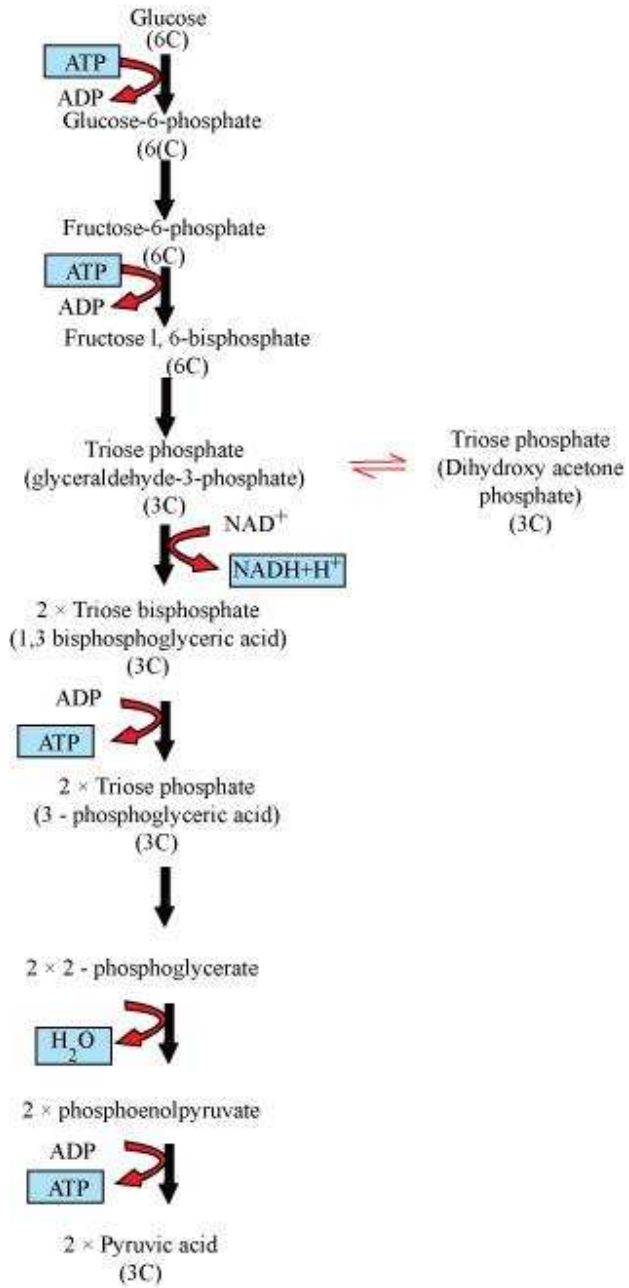 Glucose
(6C)
ATP
ADP
Glucose-6-phosphate
(6(C)
Fructose-6-phosphate
(6C)
ATP
ADP
Fructose l, 6-bisphosphate
(6C)
Triose phosphate
(glyceraldehyde-3-phosphate)
(3C)
Triose phosphate
(Dihydroxy acetone
phosphate)
(3C)
NAD⁺
NADH+H⁺
2 × Triose bisphosphate
(1,3 bisphosphoglyceric acid)
(3C)
ADP
ATP
2 × Triose phosphate
(3 - phosphoglyceric acid)
(3C)
2 × 2 - phosphoglycerate
H₂O
2 × phosphoenolpyruvate
ADP
ATP
2 × Pyruvic acid
(3C)